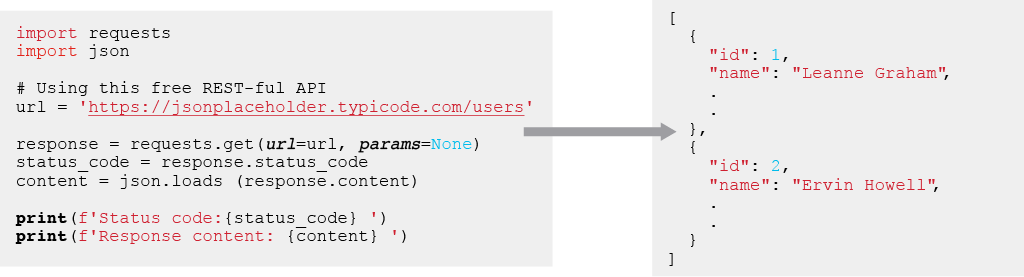 import requests
import json
# Using this free REST-ful API
url = 'https://jsonplaceholder.typicode.com/users'
response = requests.get(url=url, params=None)
status_code = response.status_code
content = json.loads (response.content)
print(f'Status code:{status_code} ')
print(f'Response content: {content} ')
[
{
"id": 1,
"name": "Leanne Graham",
.
.
},
{
"id": 2,
"name": "Ervin Howell",
.
.
}
]